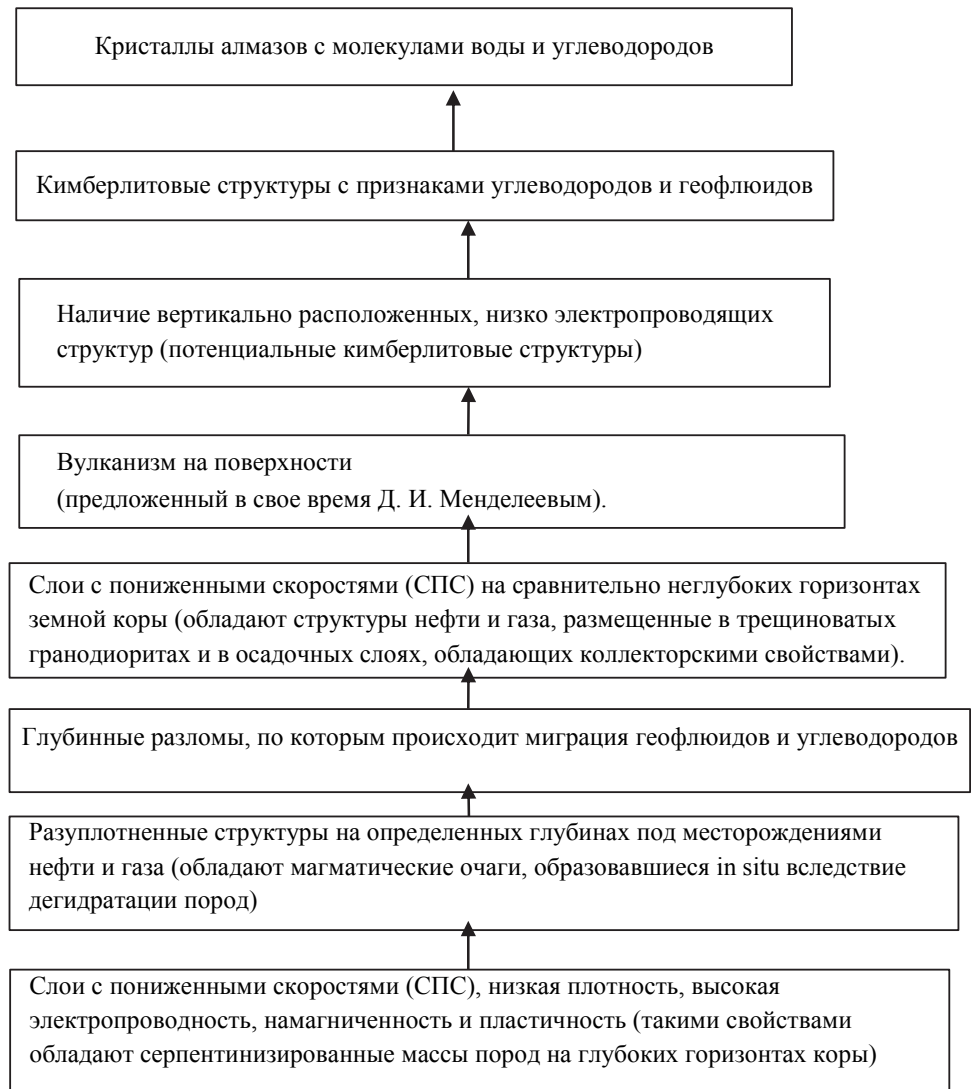 Кристаллы алмазов с молекулами воды и углеводородов
Кимберлитовые структуры с признаками углеводородов и геофлюидов
Наличие вертикально расположенных, низко электропроводящих
структур (потенциальные кимберлитовые структуры)
Вулканизм на поверхности
(предложенный в свое время Д. И. Менделеевым).
Слои с пониженными скоростями (СПС) на сравнительно неглубоких горизонтах
земной коры (обладают структуры нефти и газа, размещенные в трещиноватых
гранодиоритах и в осадочных слоях, обладающих коллекторскими свойствами).
Глубинные разломы, по которым происходит миграция геофлюидов и углеводородов
Разуплотненные структуры на определенных глубинах под месторождениями
нефти и газа (обладают магматические очаги, образовавшиеся in situ вследствие
дегидратации пород)
Слои с пониженными скоростями (СПС), низкая плотность, высокая
электропроводность, намагниченность и пластичность (такими свойствами
обладают серпентинизированные массы пород на глубоких горизонтах коры)